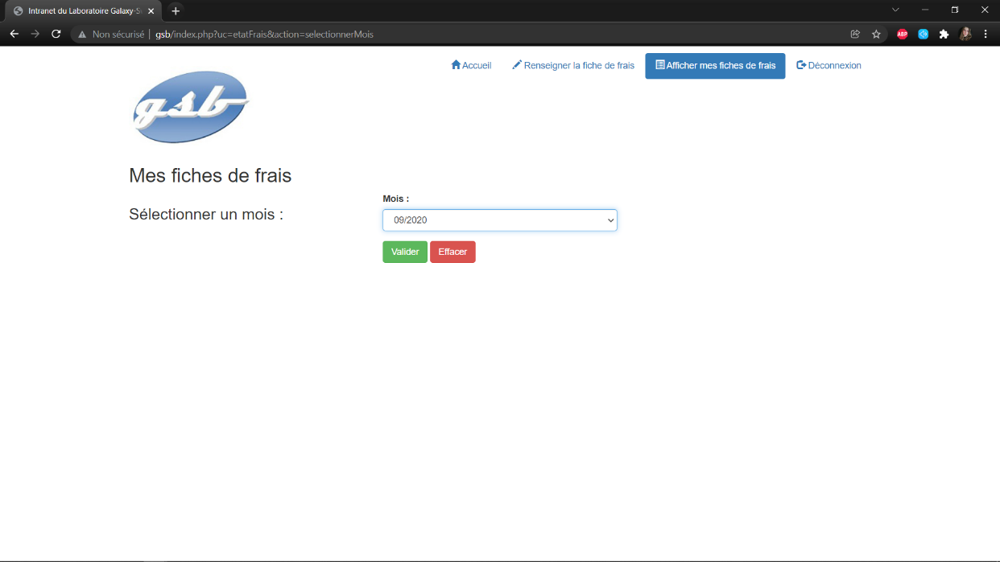 Intranet du Laboratoire Galaxy-S
Non sécurisé | gsb/index.php?uc=etatFrais&action=selectionnerMois
ABP
Accueil Renseigner la fiche de frais Afficher mes fiches de frais Déconnexion
gsb
Mes fiches de frais
Sélectionner un mois :
Mois :
09/2020
Valider Effacer